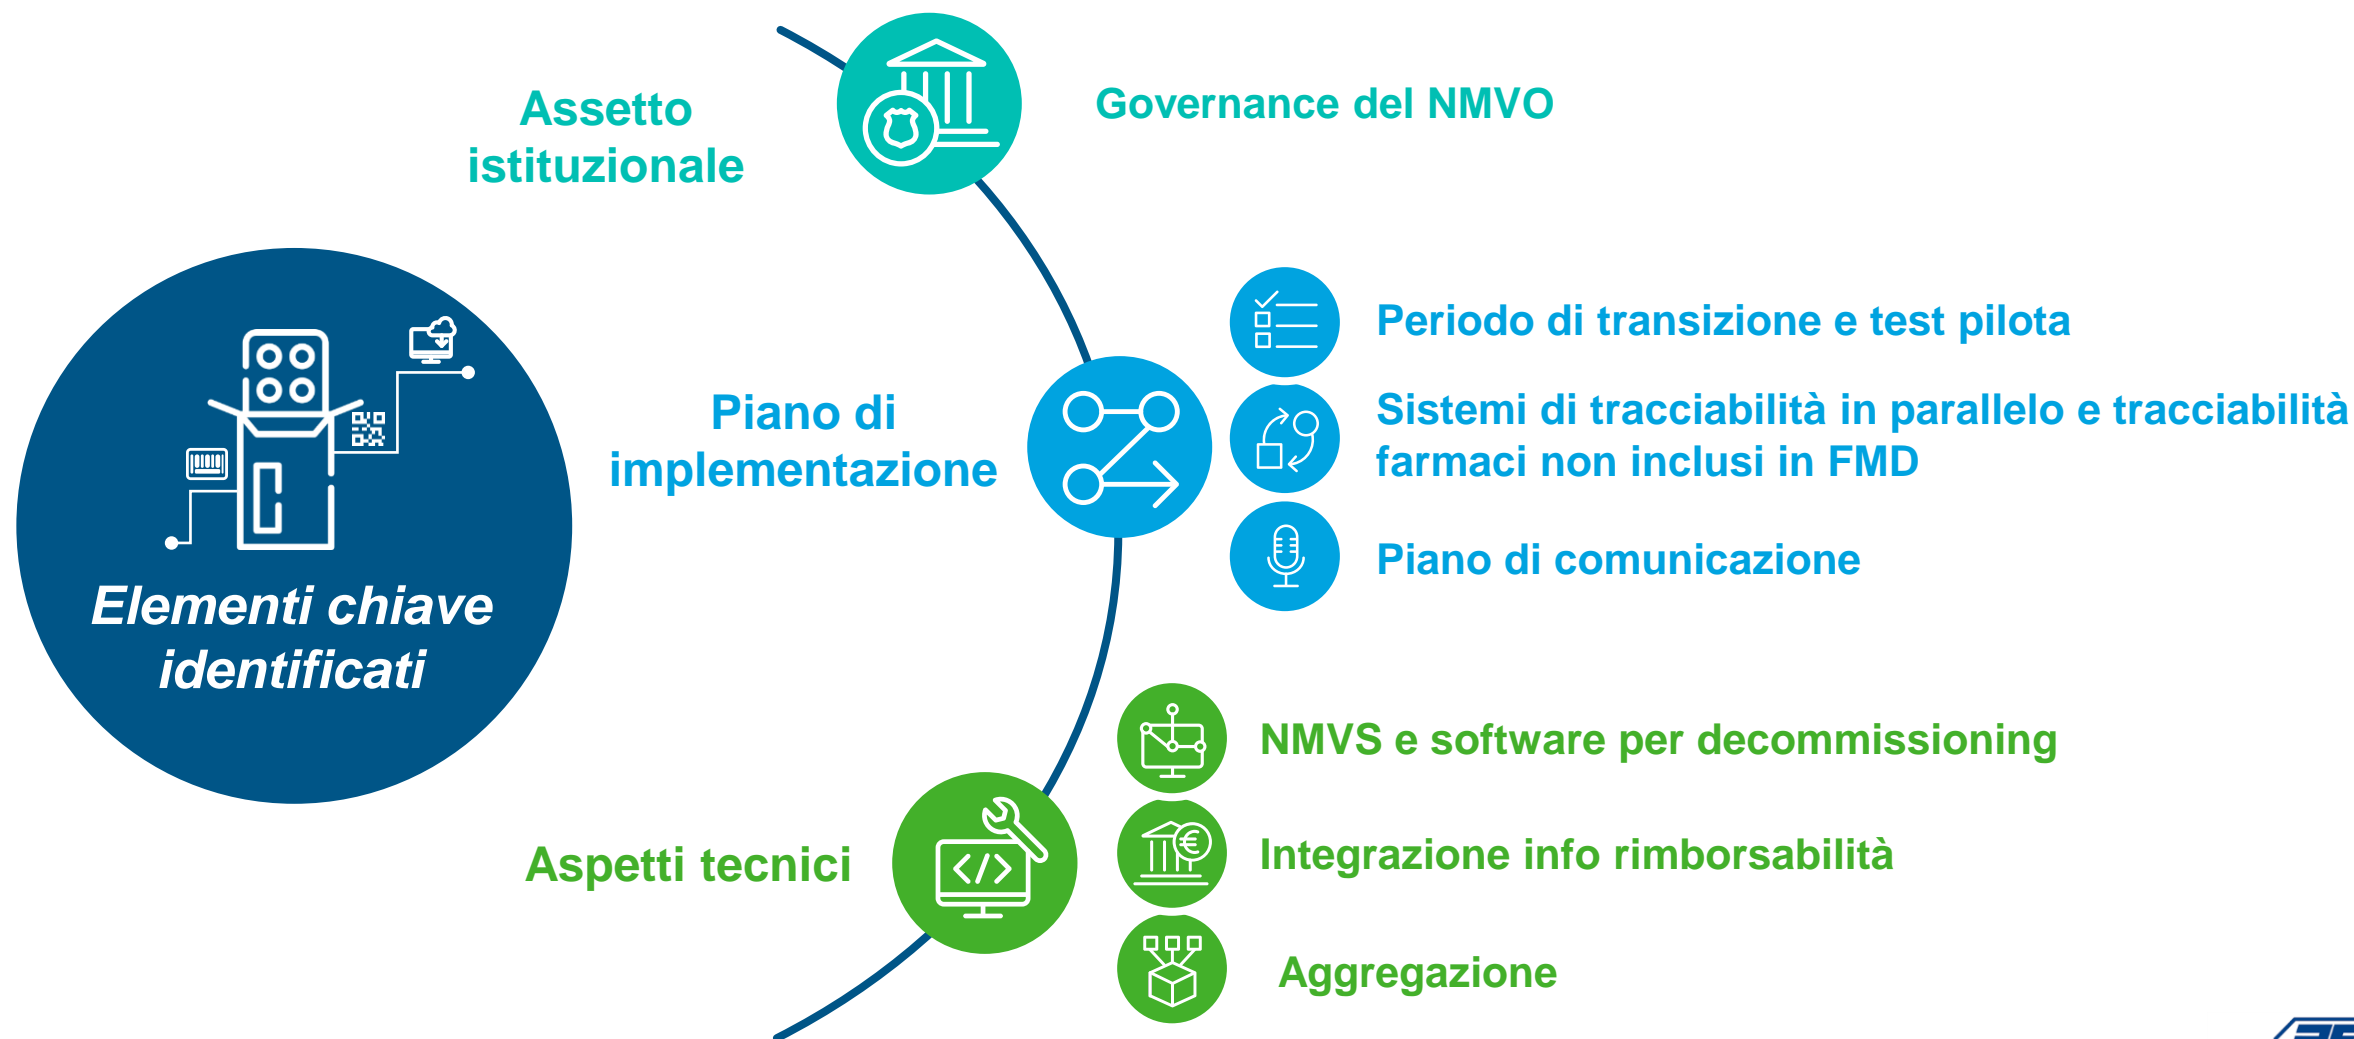 Assetto
istituzionale
Governance del NMVO
Elementi chiave
identificati
Piano di
implementazione
Periodo di transizione e test pilota
Sistemi di tracciabilità in parallelo e tracciabilità
farmaci non inclusi in FMD
Piano di comunicazione
Aspetti tecnici
NMVS e software per decommissioning
Integrazione info rimborsabilità
Aggregazione